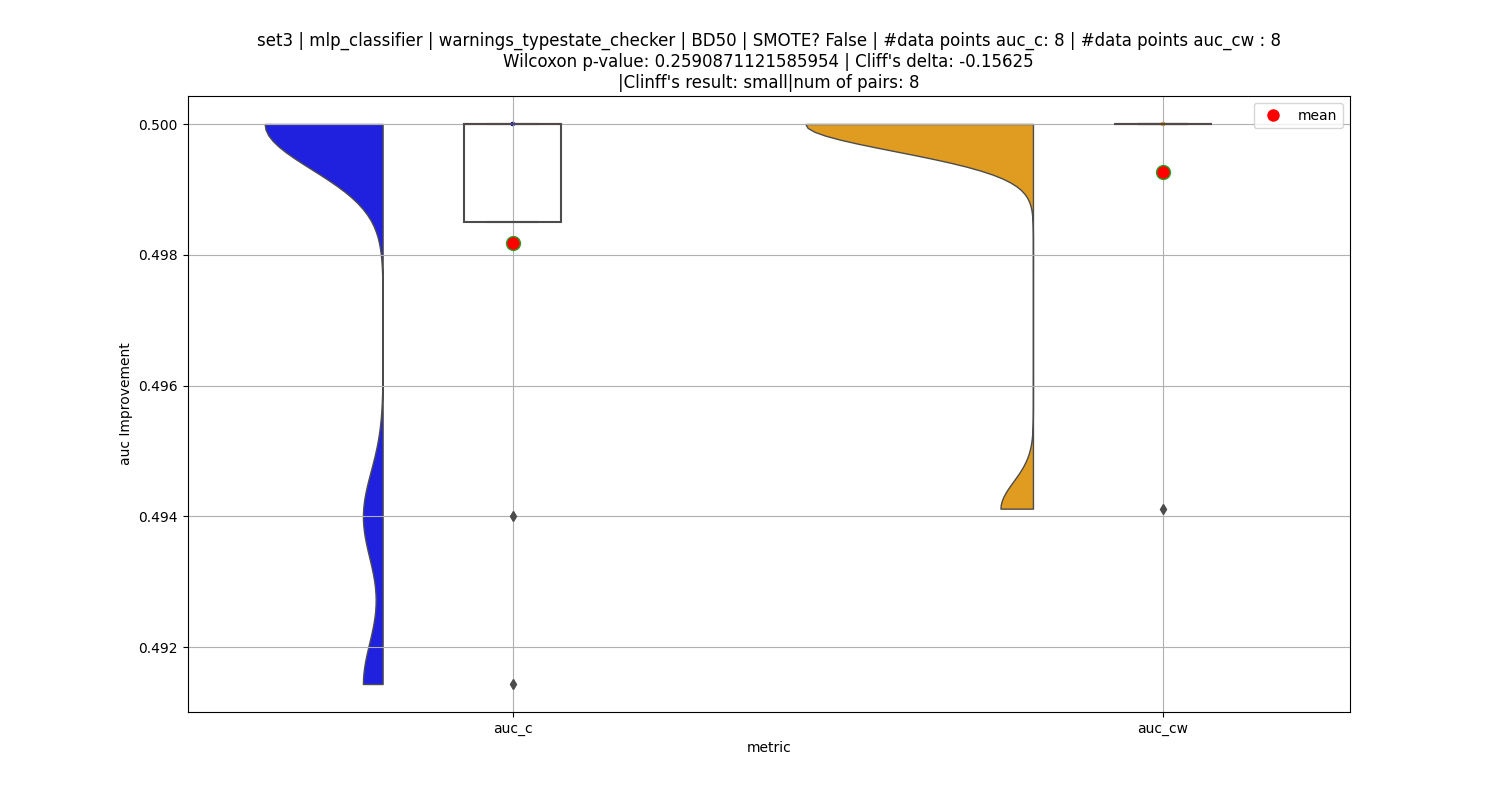 set3 | mlp_classifier | warnings_typestate_checker | BD50 | SMOTE? False | #data points auc_c: 8 | #data points auc_cw : 8
Wilcoxon p-value: 0.2590871121585954 | Cliff's delta: -0.15625
|Clinff's result: small|num of pairs: 8
mean
0.500
0.498
0.496
0.494
0.492
auc Improvement
auc_c
auc_cw
metric